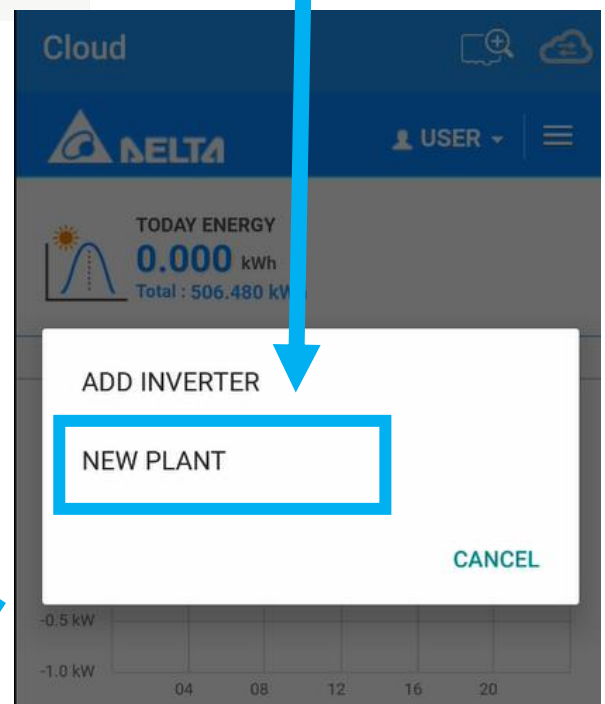 Cloud
DELTA
USER
TODAY ENERGY
0.000 kWh
Total : 506.480 kWh
ADD INVERTER
NEW PLANT
CANCEL
-0.5 kW
-1.0 kW
04 08 12 16 20